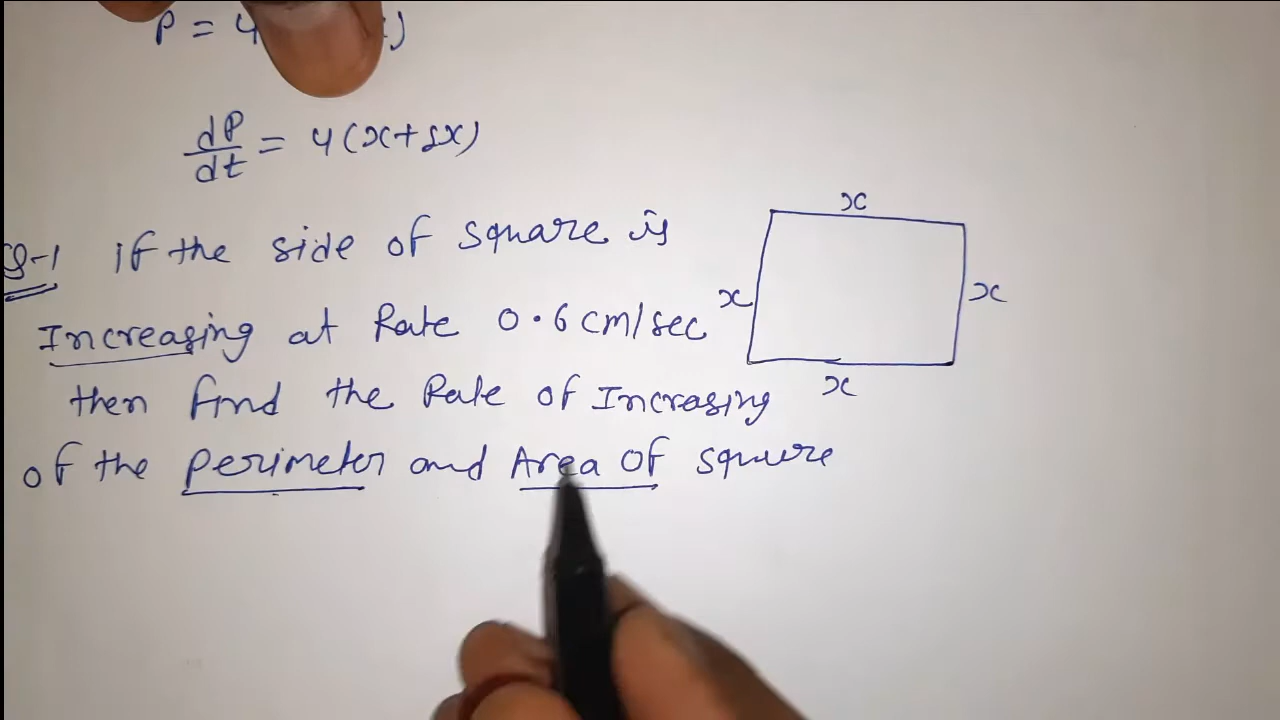 P = 4
dP/dt = 4(x+δx)
Q-1 if the side of square is
Increasing at Rate 0.6 cm/sec
then find the Rate of Incrasing
of the perimeter and Area of square
x
x
x
x